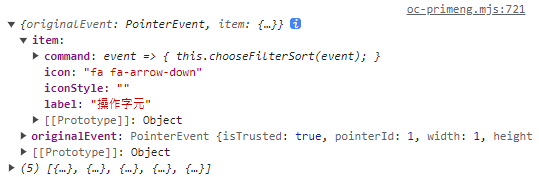 oc-primeng.mjs:721
▼ {originalEvent: PointerEvent, item: {…}} i
▼ item:
▶ command: event => { this.chooseFilterSort(event); }
icon: "fa fa-arrow-down"
iconStyle: ""
label: "操作字元"
▶ [[Prototype]]: Object
▶ originalEvent: PointerEvent {isTrusted: true, pointerId: 1, width: 1, height
▶ [[Prototype]]: Object
▶ (5) [{…}, {…}, {…}, {…}, {…}]